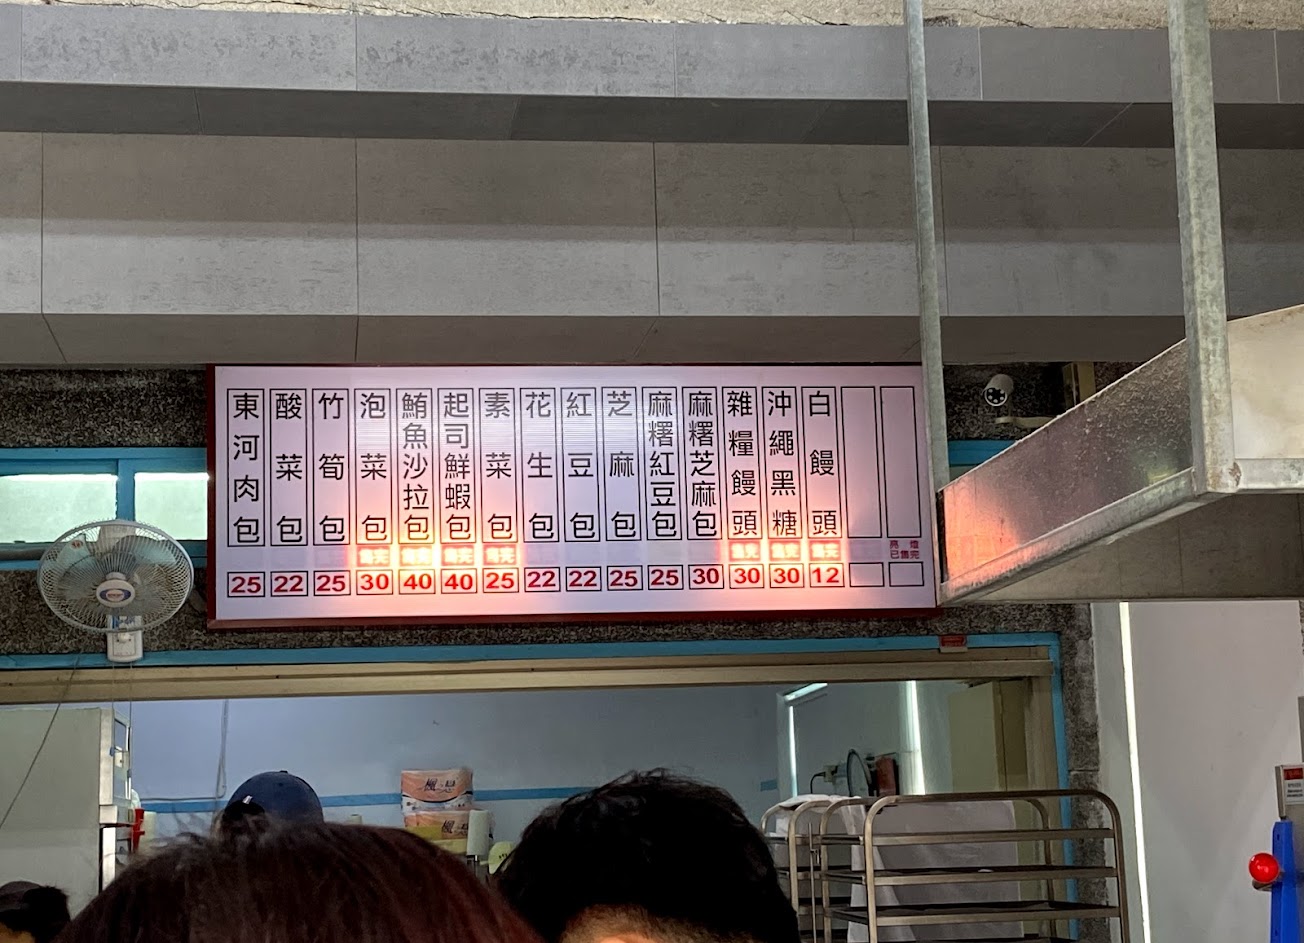 東河肉包
25
酸菜包
22
竹筍包
25
泡菜包
售完
30
鮪魚沙拉包
售完
40
起司鮮蝦包
售完
40
素菜包
售完
25
花生包
22
紅豆包
22
芝麻包
25
麻糬紅豆包
25
麻糬芝麻包
30
雜糧饅頭
售完
30
沖繩黑糖
售完
30
白饅頭
售完
12
亮燈
已售完